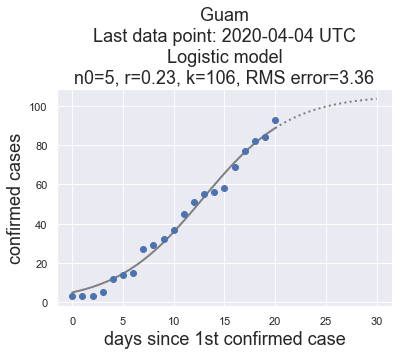 Guam
Last data point: 2020-04-04 UTC
Logistic model
n0=5, r=0.23, k=106, RMS error=3.36
confirmed cases
100
80
60
40
20
0
0 5 10 15 20 25 30
days since 1st confirmed case